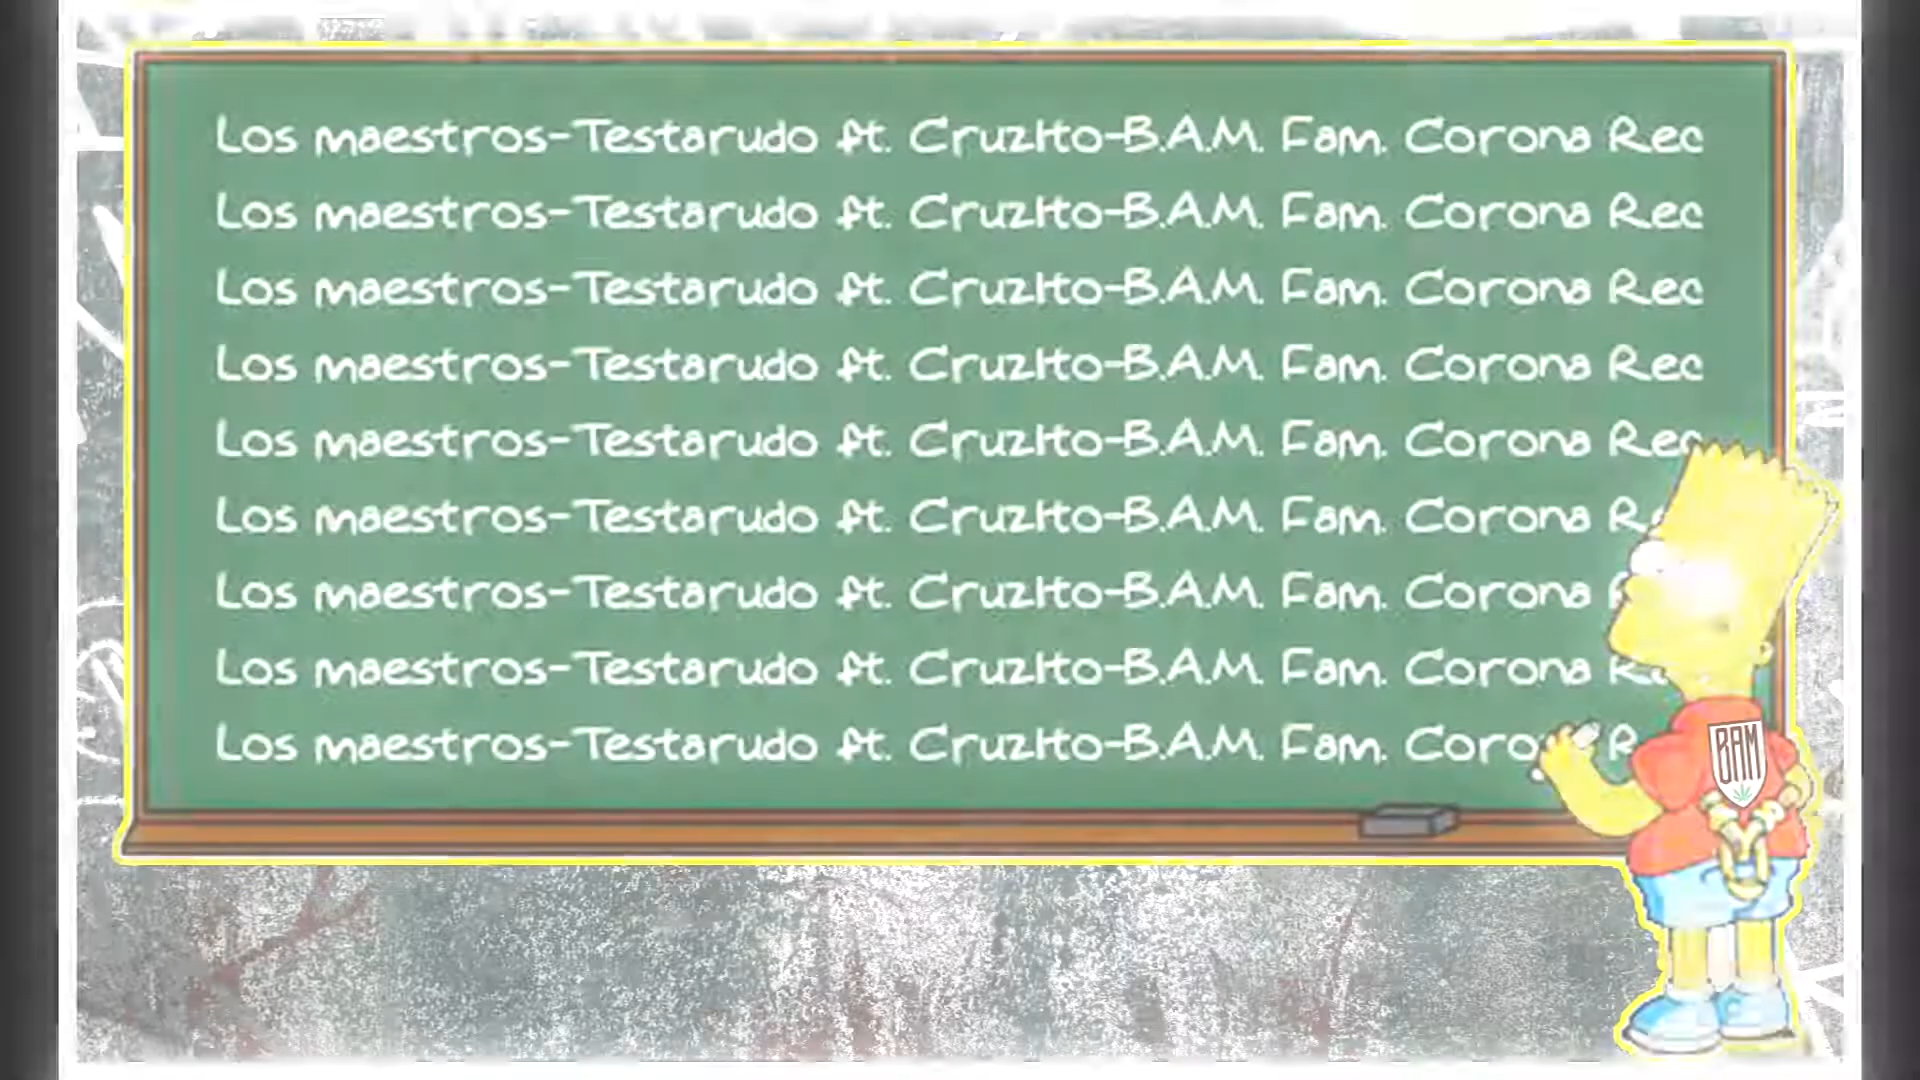 Los maestros-Testarudo ft. CruzIto-B.A.M. Fam. Corona Rec
Los maestros-Testarudo ft. CruzIto-B.A.M. Fam. Corona Rec
Los maestros-Testarudo ft. CruzIto-B.A.M. Fam. Corona Rec
Los maestros-Testarudo ft. CruzIto-B.A.M. Fam. Corona Rec
Los maestros-Testarudo ft. CruzIto-B.A.M. Fam. Corona Rec
Los maestros-Testarudo ft. CruzIto-B.A.M. Fam. Corona
Los maestros-Testarudo ft. CruzIto-B.A.M. Fam. Corona
Los maestros-Testarudo ft. CruzIto-B.A.M. Fam. Corona
Los maestros-Testarudo ft. CruzIto-B.A.M. Fam.
BAM